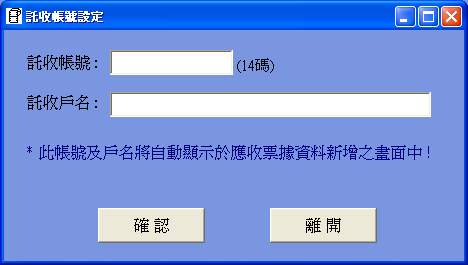 託收帳號設定
託收帳號： (14碼)
託收戶名：
* 此帳號及戶名將自動顯示於應收票據資料新增之畫面中！
確 認
離 開